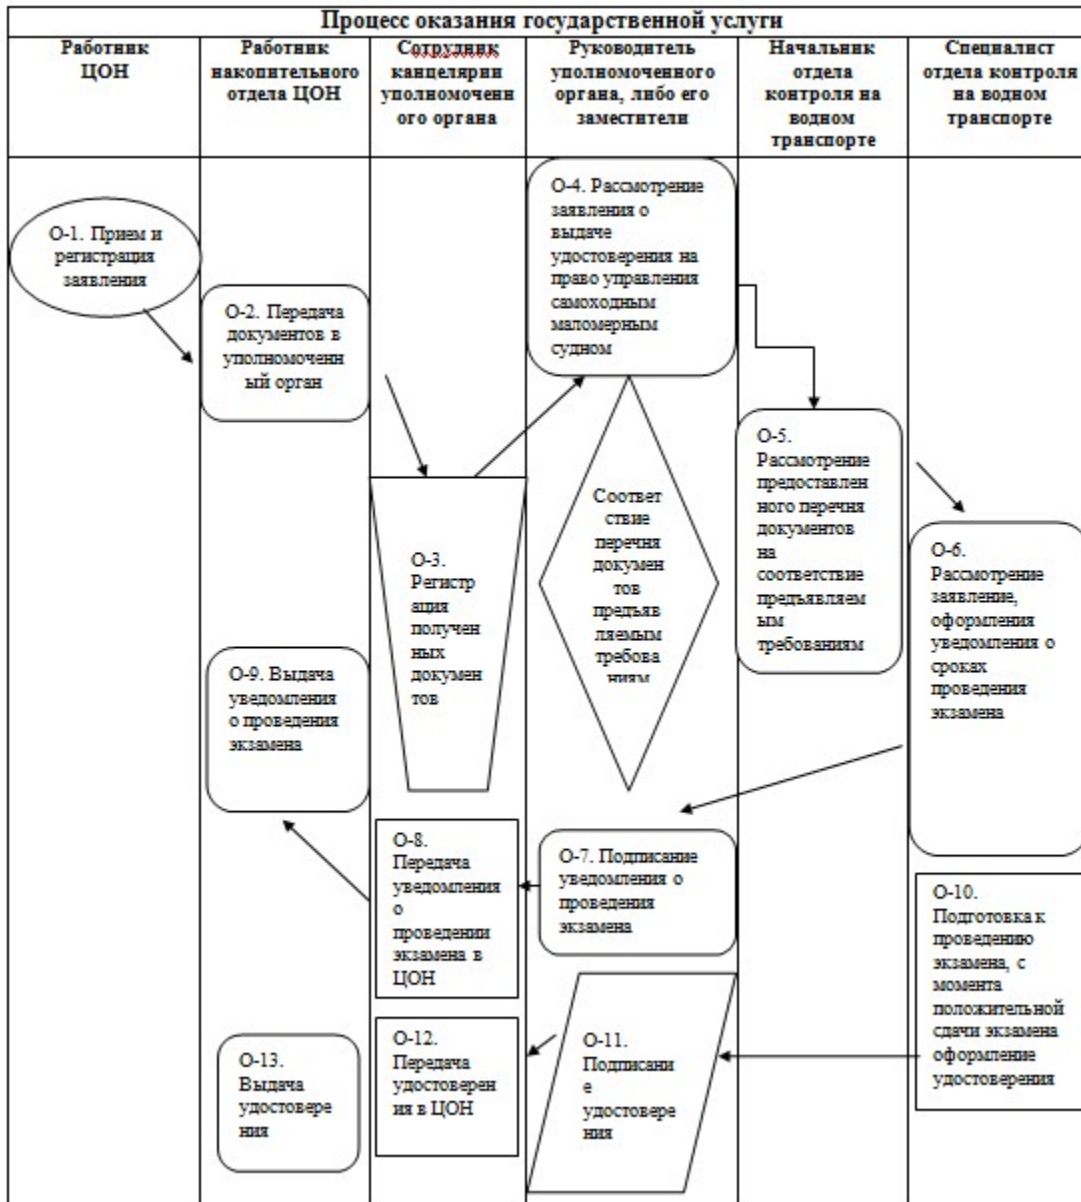 Процесс оказания государственной услуги
Работник
ЦОН
Работник
накопительного
отдела ЦОН
Сотрудник
канцелярии
уполномоченн
ого органа
Руководитель
уполномоченного
органа, либо его
заместители
Начальник
отдела
контроля на
водном
транспорте
Специалист
отдела контроля
на водном
транспорте
О-1. Прием и
регистрация
заявления
О-2. Передача
документов в
уполномоченн
ый орган
О-3.
Регистр
ация
получен
ных
докумен
тов
О-4. Рассмотрение
заявления о
выдаче
удостоверения на
право управления
самоходным
маломерным
судном
Соответ
ствие
перечня
докумен
тов
предъяв
ляемым
требова
ниям
О-5.
Рассмотрение
предоставлен
ного перечня
документов
на
соответствие
предъявляем
ым
требованиям
О-6.
Рассмотрение
заявление,
оформления
уведомления о
сроках
проведения
экзамена
О-7. Подписание
уведомления о
проведения
экзамена
О-8.
Передача
уведомления
о
проведении
экзамена в
ЦОН
О-9. Выдача
уведомления
о проведения
экзамена
О-10.
Подготовка к
проведению
экзамена, с
момента
положительной
сдачи экзамена
оформление
удостоверения
О-11.
Подписани
е
удостовере
ния
О-12.
Передача
удостоверен
ия в ЦОН
О-13.
Выдача
удостовере
ния